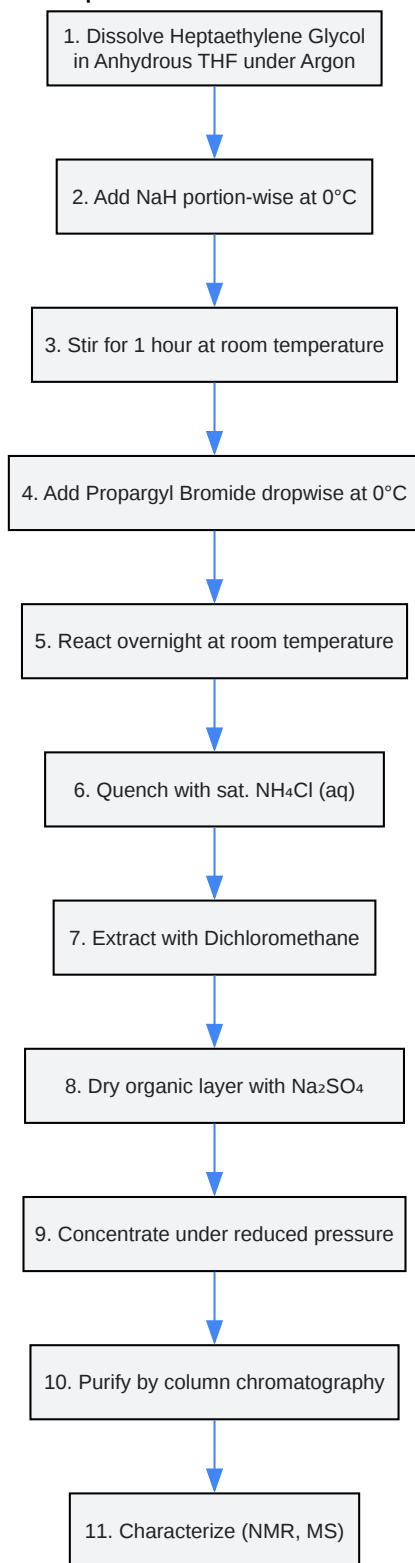 1. Dissolve Heptaethylene Glycol
in Anhydrous THF under Argon
2. Add NaH portion-wise at 0°C
3. Stir for 1 hour at room temperature
4. Add Propargyl Bromide dropwise at 0°C
5. React overnight at room temperature
6. Quench with sat. NH₄Cl (aq)
7. Extract with Dichloromethane
8. Dry organic layer with Na₂SO₄
9. Concentrate under reduced pressure
10. Purify by column chromatography
11. Characterize (NMR, MS)